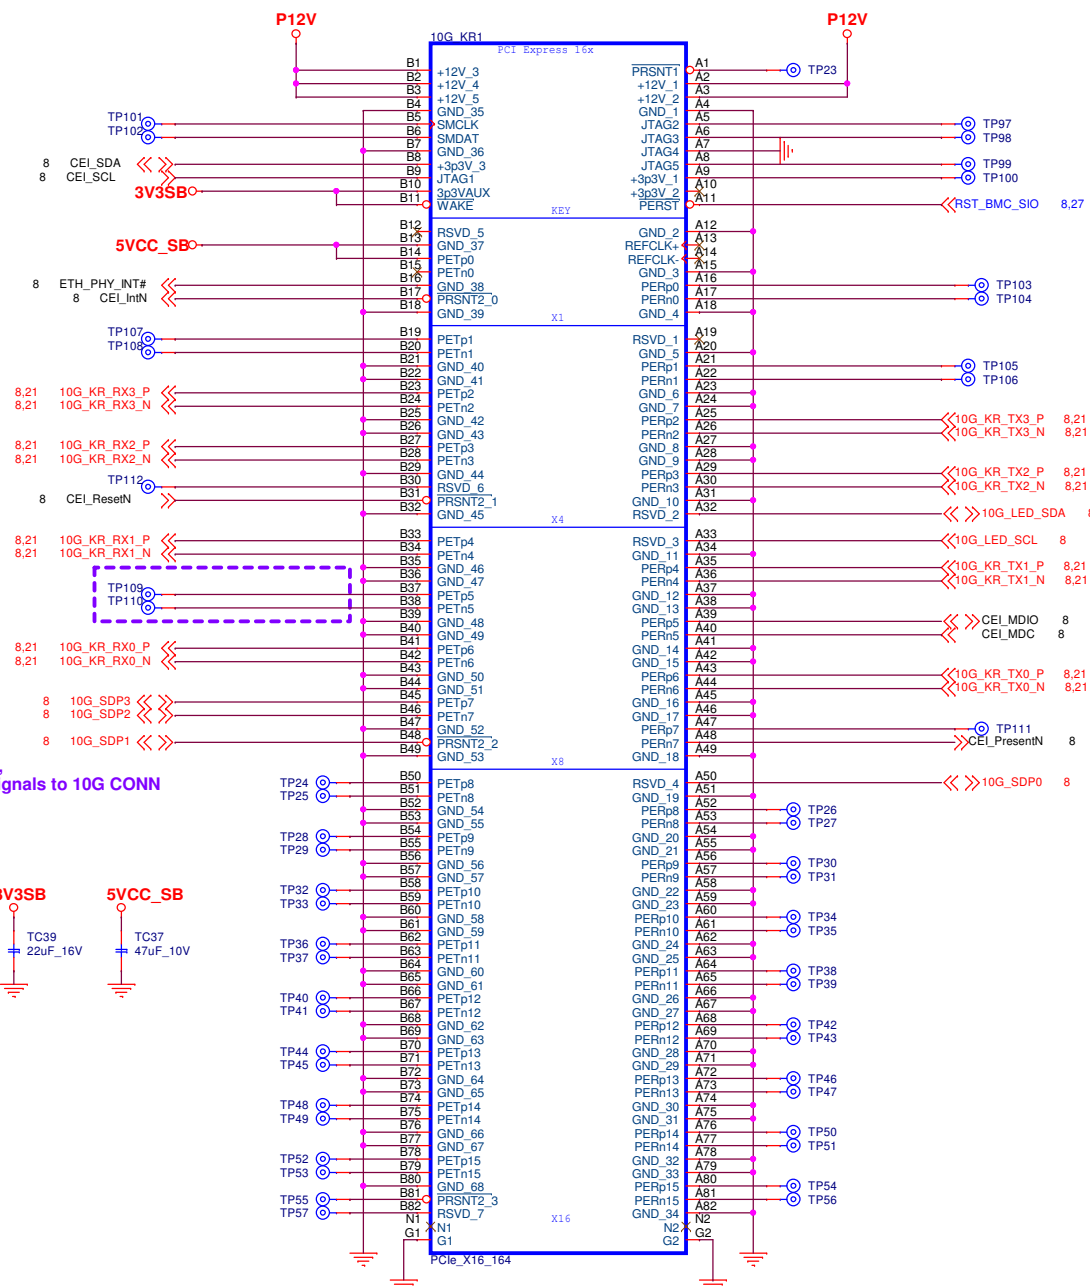 P12V P12V
10G_KR1
PCI Express 16x
B1 +12V_3 PRSNT1 A1 TP23
B2 +12V_4 +12V_1 A2
B3 +12V_5 +12V_2 A3
B4 GND_35 GND_1 A4
TP101 B5 SMCLK JTAG2 A5 TP97
TP102 B6 SMDAT JTAG3 A6 TP98
B7 GND_36 JTAG4 A7
8 CEI_SDA B8 +3p3V_3 JTAG5 A8 TP99
8 CEI_SCL B9 JTAG1 +3p3V_1 A9 TP100
3V3SB B10 3p3VAUX +3p3V_2 A10
B11 WAKE PERST A11 RST_BMC_SIO 8,27
KEY
B12 RSVD_5 GND_2 A12
5VCC_SB B13 GND_37 REFCLK+ A13
B14 PETp0 REFCLK- A14
B15 PETn0 GND_3 A15
8 ETH_PHY_INT# B16 GND_38 PERp0 A16 TP103
8 CEI_IntN B17 PRSNT2_0 PERn0 A17 TP104
B18 GND_39 GND_4 A18
X1
TP107 B19 PETp1 RSVD_1 A19
TP108 B20 PETn1 GND_5 A20
B21 GND_40 PERp1 A21 TP105
B22 GND_41 PERn1 A22 TP106
8,21 10G_KR_RX3_P B23 PETp2 GND_6 A23
8,21 10G_KR_RX3_N B24 PETn2 GND_7 A24
B25 GND_42 PERp2 A25 10G_KR_TX3_P 8,21
B26 GND_43 PERn2 A26 10G_KR_TX3_N 8,21
8,21 10G_KR_RX2_P B27 PETp3 GND_8 A27
8,21 10G_KR_RX2_N B28 PETn3 GND_9 A28
B29 GND_44 PERp3 A29 10G_KR_TX2_P 8,21
TP112 B30 RSVD_6 PERn3 A30 10G_KR_TX2_N 8,21
8 CEI_ResetN B31 PRSNT2_1 GND_10 A31
B32 GND_45 RSVD_2 A32 10G_LED_SDA
X4
8,21 10G_KR_RX1_P B33 PETp4 RSVD_3 A33 10G_LED_SCL 8
8,21 10G_KR_RX1_N B34 PETn4 GND_11 A34
B35 GND_46 PERp4 A35 10G_KR_TX1_P 8,21
B36 GND_47 PERn4 A36 10G_KR_TX1_N 8,21
TP109 B37 PETp5 GND_12 A37
TP110 B38 PETn5 GND_13 A38
B39 GND_48 PERp5 A39 CEI_MDIO 8
B40 GND_49 PERn5 A40 CEI_MDC 8
8,21 10G_KR_RX0_P B41 PETp6 GND_14 A41
8,21 10G_KR_RX0_N B42 PETn6 GND_15 A42
B43 GND_50 PERp6 A43 10G_KR_TX0_P 8,21
B44 GND_51 PERn6 A44 10G_KR_TX0_N 8,21
8 10G_SDP3 B45 PETp7 GND_16 A45
8 10G_SDP2 B46 PETn7 GND_17 A46
B47 GND_52 PERp7 A47 TP111
8 10G_SDP1 B48 PRSNT2_2 PERn7 A48 CEI_PresentN 8
B49 GND_53 GND_18 A49
X8
gnals to 10G CONN
TP24 B50 PETp8 RSVD_4 A50 10G_SDP0 8
TP25 B51 PETn8 GND_19 A51
B52 GND_54 PERp8 A52 TP26
B53 GND_55 PERn8 A53 TP27
TP28 B54 PETp9 GND_20 A54
TP29 B55 PETn9 GND_21 A55
B56 GND_56 PERp9 A56 TP30
B57 GND_57 PERn9 A57 TP31
TP32 B58 PETp10 GND_22 A58
TP33 B59 PETn10 GND_23 A59
B60 GND_58 PERp10 A60 TP34
B61 GND_59 PERn10 A61 TP35
TP36 B62 PETp11 GND_24 A62
TP37 B63 PETn11 GND_25 A63
B64 GND_60 PERp11 A64 TP38
B65 GND_61 PERn11 A65 TP39
TP40 B66 PETp12 GND_26 A66
TP41 B67 PETn12 GND_27 A67
B68 GND_62 PERp12 A68 TP42
B69 GND_63 PERn12 A69 TP43
TP44 B70 PETp13 GND_28 A70
TP45 B71 PETn13 GND_29 A71
B72 GND_64 PERp13 A72 TP46
B73 GND_65 PERn13 A73 TP47
TP48 B74 PETp14 GND_30 A74
TP49 B75 PETn14 GND_31 A75
B76 GND_66 PERp14 A76 TP50
B77 GND_67 PERn14 A77 TP51
TP52 B78 PETp15 GND_32 A78
TP53 B79 PETn15 GND_33 A79
B80 GND_68 PERp15 A80 TP54
TP55 B81 PRSNT2_3 PERn15 A81 TP56
TP57 B82 RSVD_7 GND_34 A82
X16
N1 N1 N2 N2
G1 G1 G2 G2
PCIe_X16_164
3V3SB 5VCC_SB
TC39 TC37
22uF_16V 47uF_10V